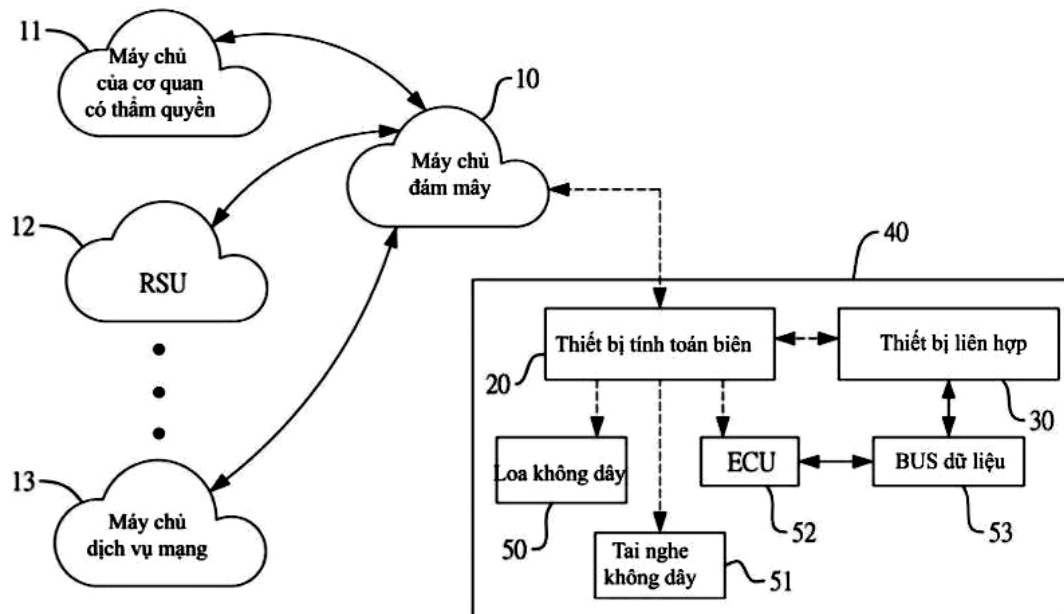 11
Máy chủ
của cơ quan
có thẩm quyền
10
Máy chủ
đám mây
12
RSU
40
Thiết bị tính toán biên
20
Thiết bị liên hợp
30
13
Máy chủ
dịch vụ mạng
Loa không dây
50
ECU
52
BUS dữ liệu
53
Tai nghe
không dây
51